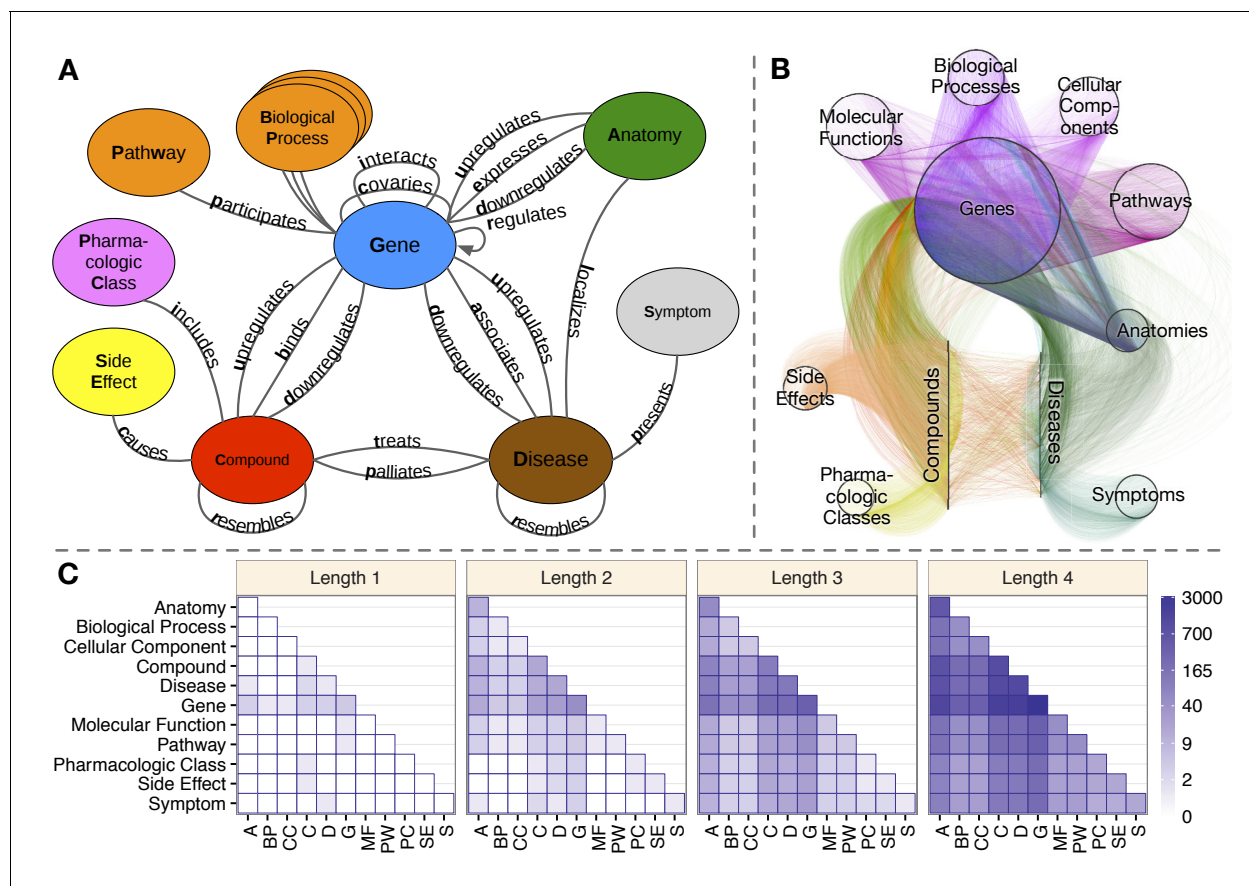 A
Pathway
Biological
Process
interacts
covaries
upregulates
expresses
downregulates
regulates
Anatomy
participates
Gene
Pharma-
cologic
Class
includes
upregulates
binds
downregulates
downregulates
associates
upregulates
localizes
Symptom
Side
Effect
causes
Compound
treats
palliates
Disease
presents
resembles
resembles
B
Biological
Processes
Cellular
Comp-
onents
Molecular
Functions
Genes
Pathways
Anatomies
Side
Effects
Compounds
Diseases
Pharma-
cologic
Classes
Symptoms
C
Length 1
Length 2
Length 3
Length 4
Anatomy
Biological Process
Cellular Component
Compound
Disease
Gene
Molecular Function
Pathway
Pharmacologic Class
Side Effect
Symptom
A BP CC C D G MF PW PC SE S
A BP CC C D G MF PW PC SE S
A BP CC C D G MF PW PC SE S
A BP CC C D G MF PW PC SE S
3000
700
165
40
9
2
0